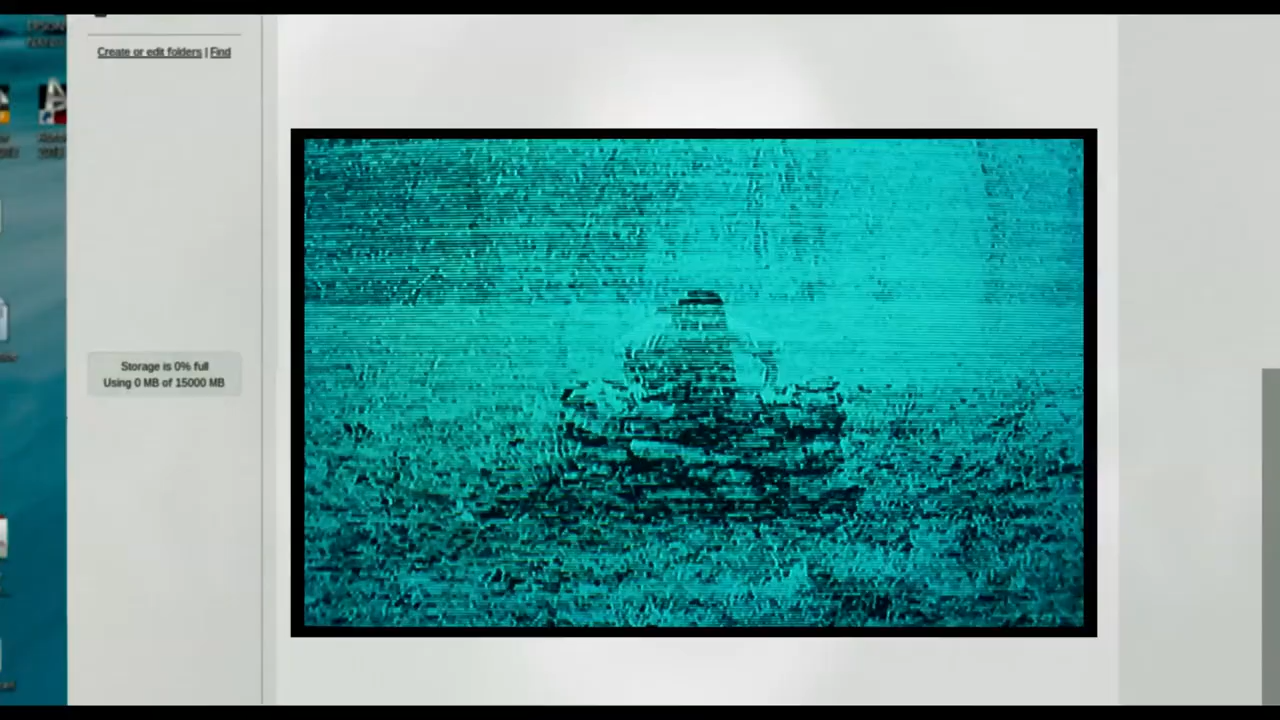 Create or edit folders | Find
Storage is 0% full
Using 0 MB of 15000 MB